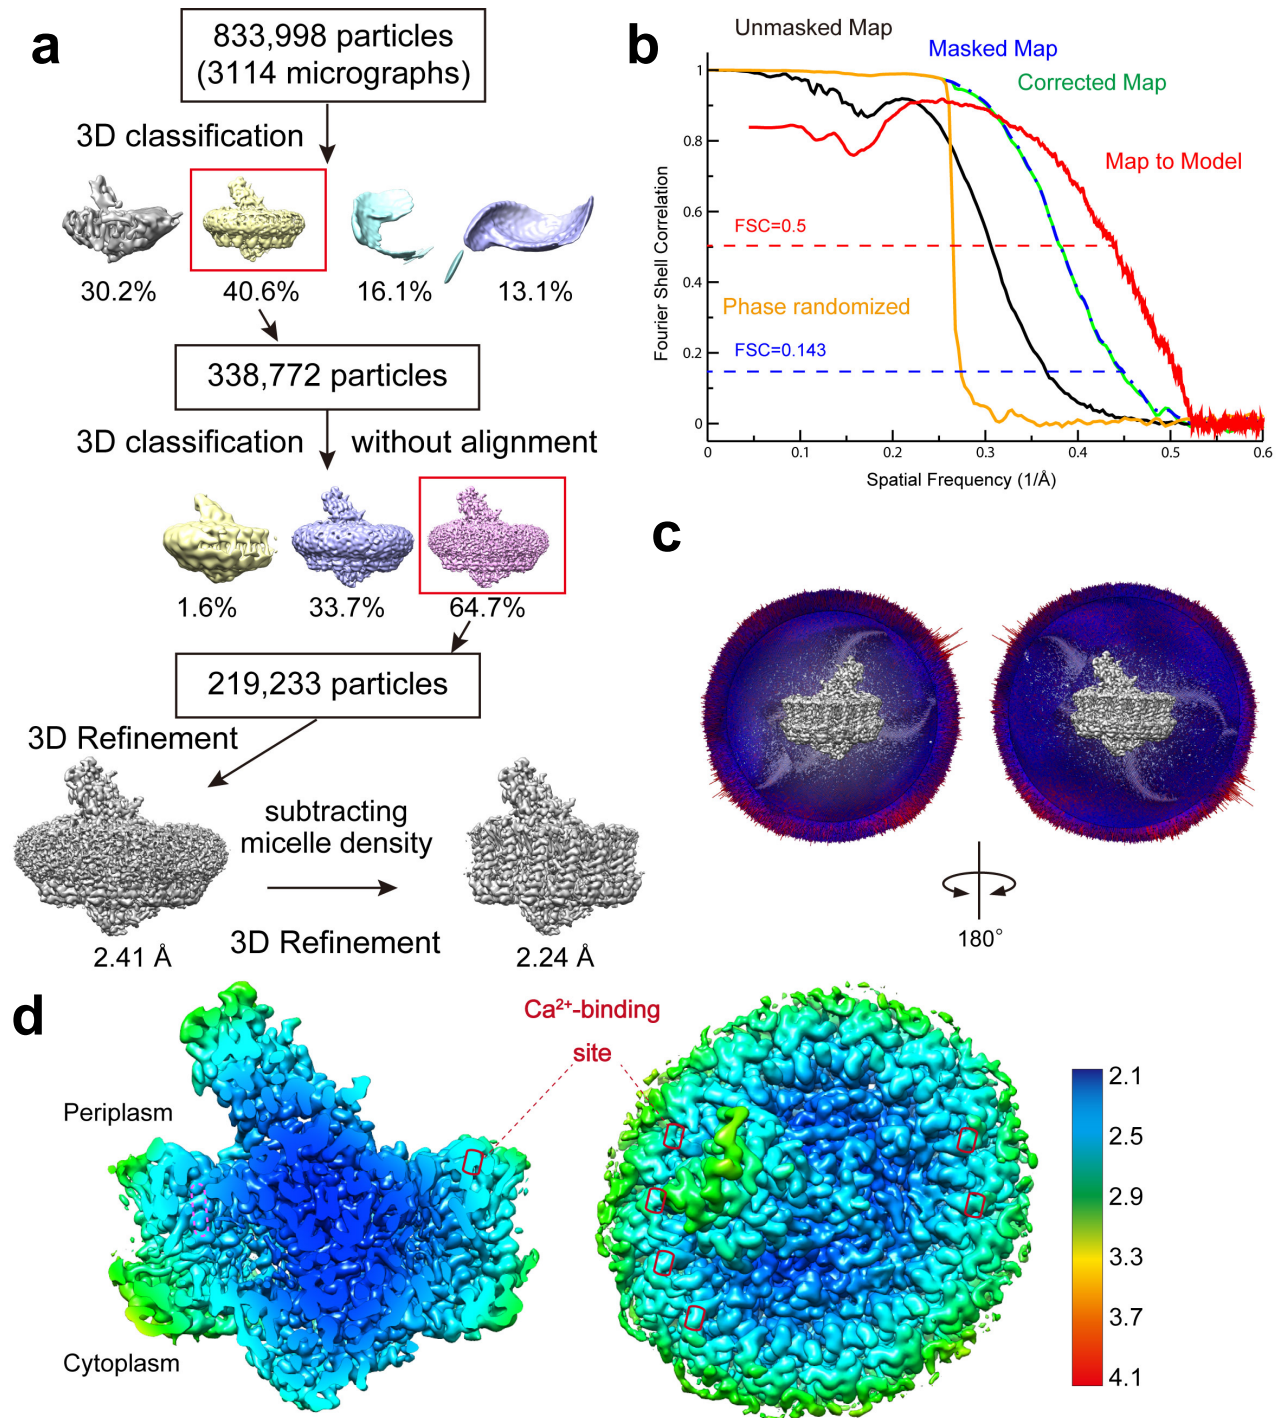 a
833,998 particles
(3114 micrographs)
3D classification
30.2%
40.6%
16.1%
13.1%
338,772 particles
3D classification
without alignment
1.6%
33.7%
64.7%
219,233 particles
3D Refinement
subtracting
micelle density
3D Refinement
2.41 Å
2.24 Å
b
Unmasked Map
Masked Map
Corrected Map
Map to Model
FSC=0.5
Phase randomized
FSC=0.143
Fourier Shell Correlation
1
0.8
0.6
0.4
0.2
0
0
0.1
0.2
0.3
0.4
0.5
0.6
Spatial Frequency (1/Å)
c
180°
d
Ca²⁺-binding
site
Periplasm
Cytoplasm
2.1
2.5
2.9
3.3
3.7
4.1